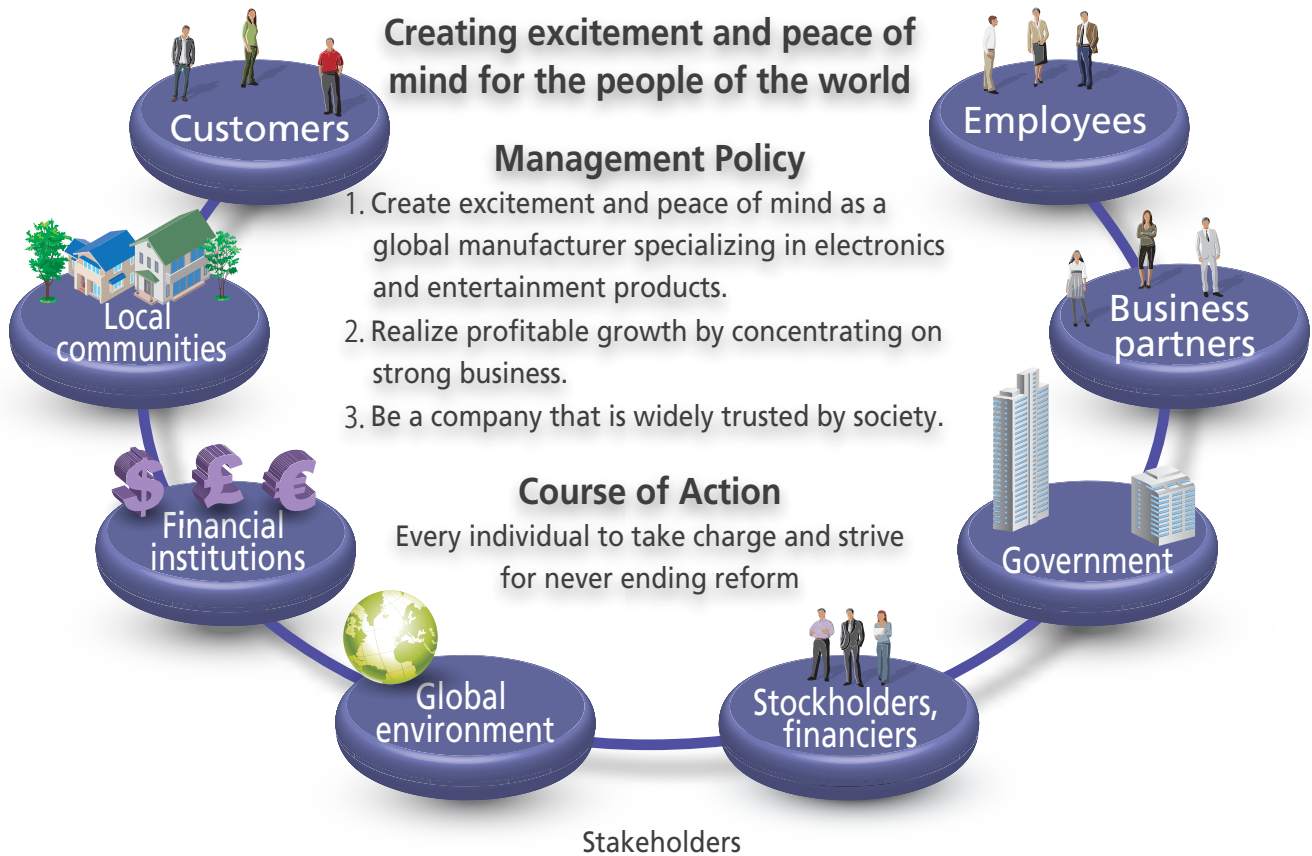 Creating excitement and peace of
mind for the people of the world
Customers
Employees
Management Policy
1. Create excitement and peace of mind as a
global manufacturer specializing in electronics
and entertainment products.
2. Realize profitable growth by concentrating on
strong business.
3. Be a company that is widely trusted by society.
Local
communities
Business
partners
Course of Action
Every individual to take charge and strive
for never ending reform
$ £ €
Financial
institutions
Government
Global
environment
Stockholders,
financiers
Stakeholders